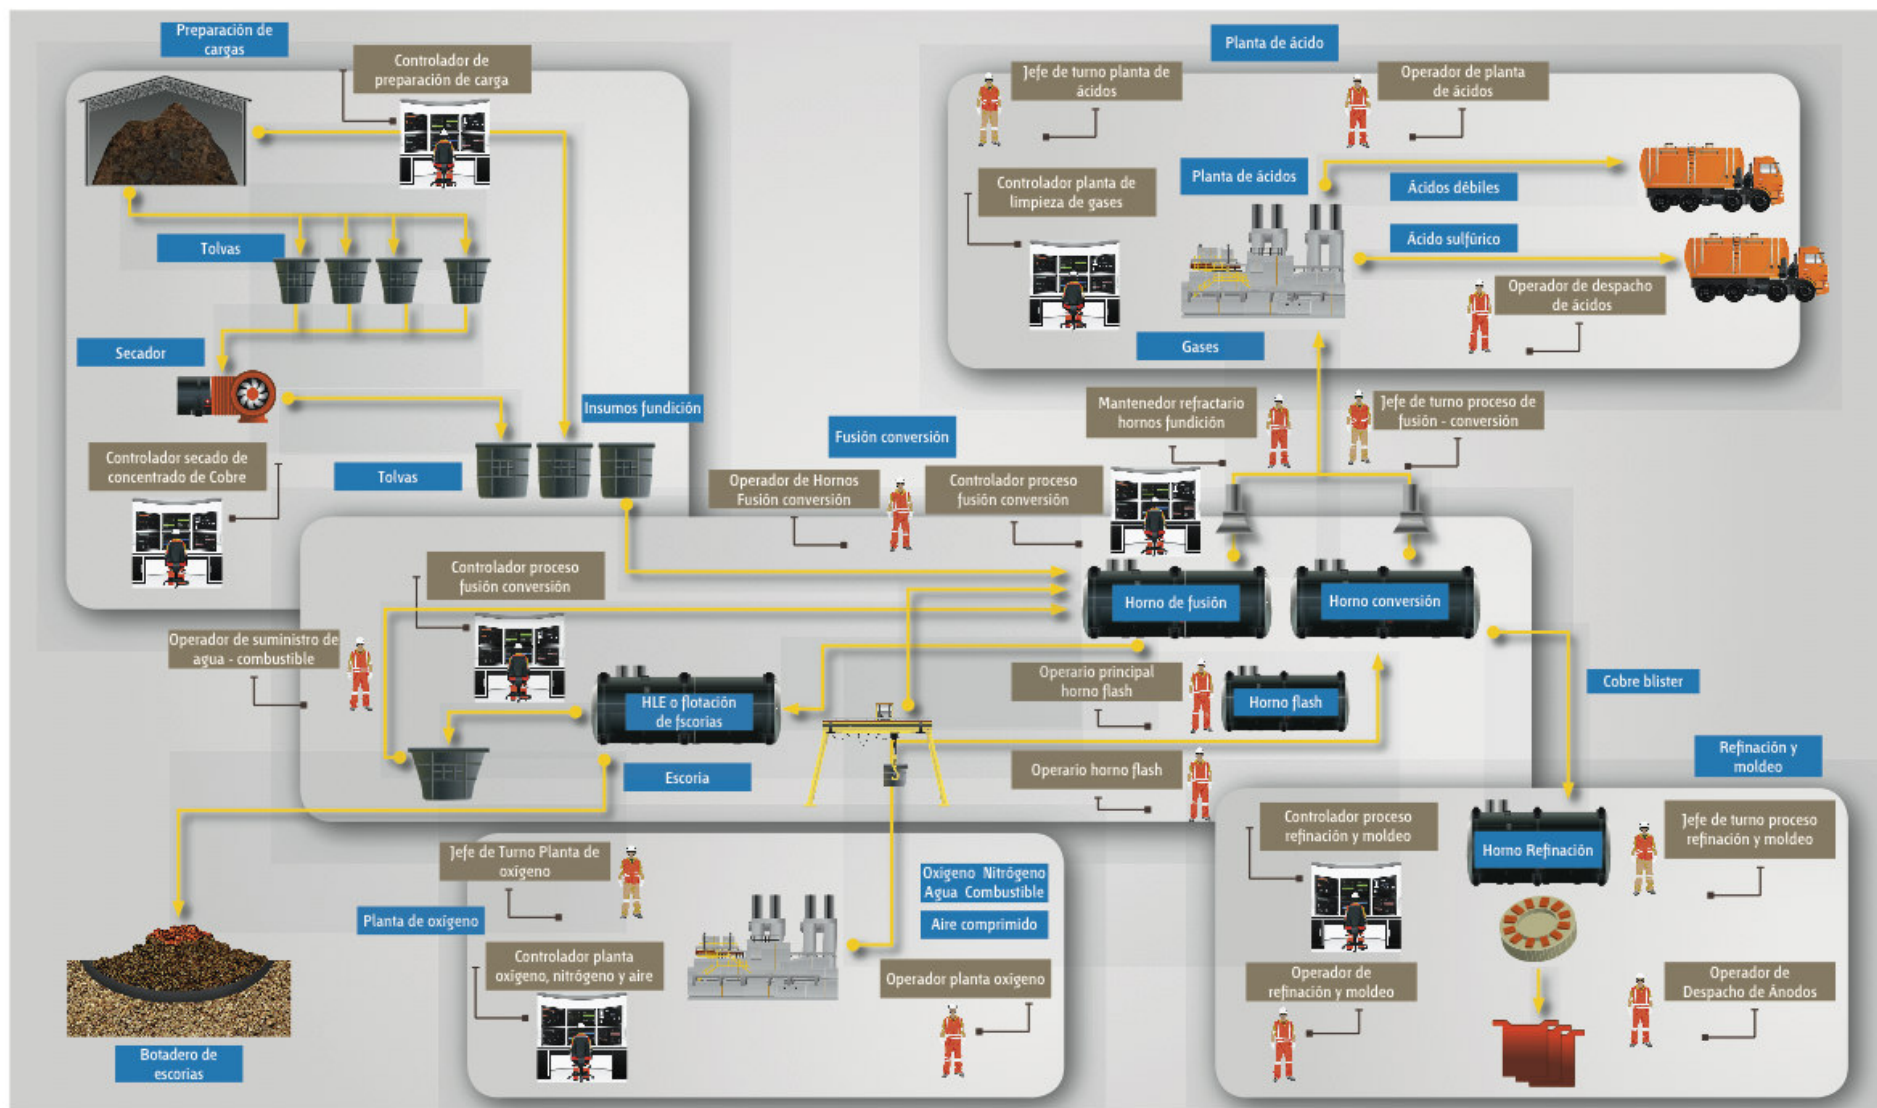 Preparación de
cargas
Controlador de
preparación de carga
Tolvas
Secador
Insumos fundición
Controlador secado de
concentrado de Cobre
Tolvas
Planta de ácido
Jefe de turno planta de
ácidos
Operador de planta
de ácidos
Controlador planta de
limpieza de gases
Planta de ácidos
Ácidos débiles
Ácido sulfúrico
Operador de despacho
de ácidos
Gases
Mantenedor refractario
hornos fundición
Jefe de turno proceso de
fusión - conversión
Fusión conversión
Operador de Hornos
Fusión conversión
Controlador proceso
fusión conversión
Controlador proceso
fusión conversión
Horno de fusión
Horno conversión
Operador de suministro de
agua - combustible
HLE o flotación
de Escorias
Operario principal
horno flash
Horno flash
Cobre blister
Escoria
Operario horno flash
Refinación y
moldeo
Controlador proceso
refinación y moldeo
Horno Refinación
Jefe de turno proceso
refinación y moldeo
Operador de
refinación y moldeo
Operador de
Despacho de Ánodos
Jefe de Turno Planta de
oxígeno
Oxigeno Nitrógeno
Agua Combustible
Aire comprimido
Planta de oxígeno
Controlador planta
oxígeno, nitrógeno y aire
Operador planta oxigeno
Botadero de
escorias